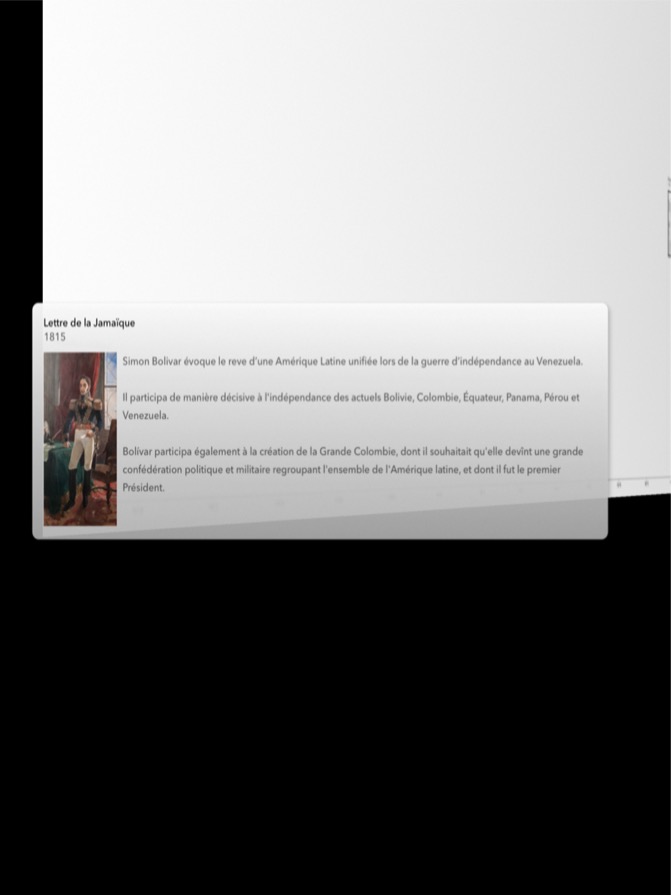 Lettre de la Jamaïque
1815
Simon Bolivar évoque le reve d'une Amérique Latine unifiée lors de la guerre d'indépendance au Venezuela.
Il participa de manière décisive à l'indépendance des actuels Bolivie, Colombie, Équateur, Panama, Pérou et
Venezuela.
Bolívar participa également à la création de la Grande Colombie, dont il souhaitait qu'elle devînt une grande
confédération politique et militaire regroupant l'ensemble de l'Amérique latine, et dont il fut le premier
Président.